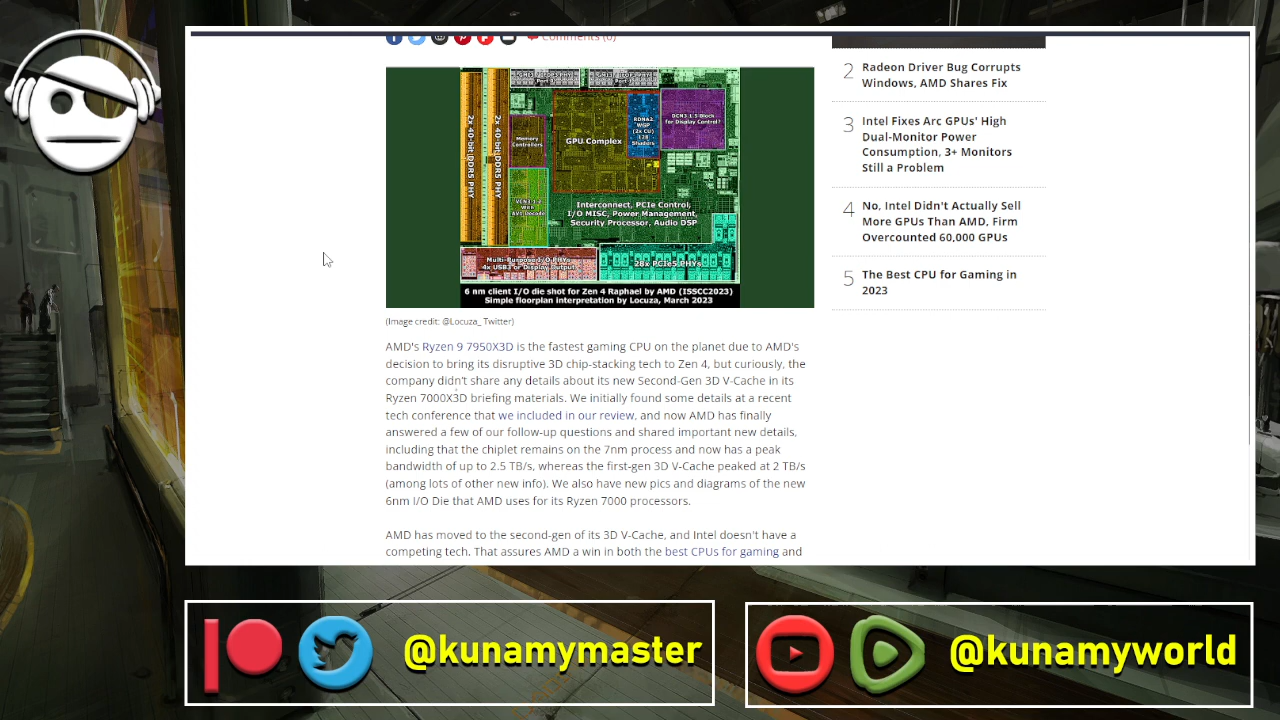 Comments (0)
2x 40-bit DDR5 PHY
2x 40-bit DDR5 PHY
Memory
Controllers
GPU Complex
RDNA2
WGP
(2x CU)
128
Shaders
DCN3.1.5 Block
for Display Control?
With
AV1 Decode
Interconnect, PCIe Control,
I/O MISC, Power Management,
Security Processor, Audio DSP
Multi-Purpose I/O PHYs
4x USB3 or Display Output
28x PCIe5 PHYs
6 nm client I/O die shot for Zen 4 Raphael by AMD (ISSCC2023)
Simple floorplan interpretation by Locuza, March 2023
(Image credit: @Locuza_ Twitter)
AMD's Ryzen 9 7950X3D is the fastest gaming CPU on the planet due to AMD's
decision to bring its disruptive 3D chip-stacking tech to Zen 4, but curiously, the
company didn't share any details about its new Second-Gen 3D V-Cache in its
Ryzen 7000X3D briefing materials. We initially found some details at a recent
tech conference that we included in our review, and now AMD has finally
answered a few of our follow-up questions and shared important new details,
including that the chiplet remains on the 7nm process and now has a peak
bandwidth of up to 2.5 TB/s, whereas the first-gen 3D V-Cache peaked at 2 TB/s
(among lots of other new info). We also have new pics and diagrams of the new
6nm I/O Die that AMD uses for its Ryzen 7000 processors.
AMD has moved to the second-gen of its 3D V-Cache, and Intel doesn't have a
competing tech. That assures AMD a win in both the best CPUs for gaming and
2 Radeon Driver Bug Corrupts
Windows, AMD Shares Fix
3 Intel Fixes Arc GPUs' High
Dual-Monitor Power
Consumption, 3+ Monitors
Still a Problem
4 No, Intel Didn't Actually Sell
More GPUs Than AMD, Firm
Overcounted 60,000 GPUs
5 The Best CPU for Gaming in
2023
@kunamymaster
@kunamyworld